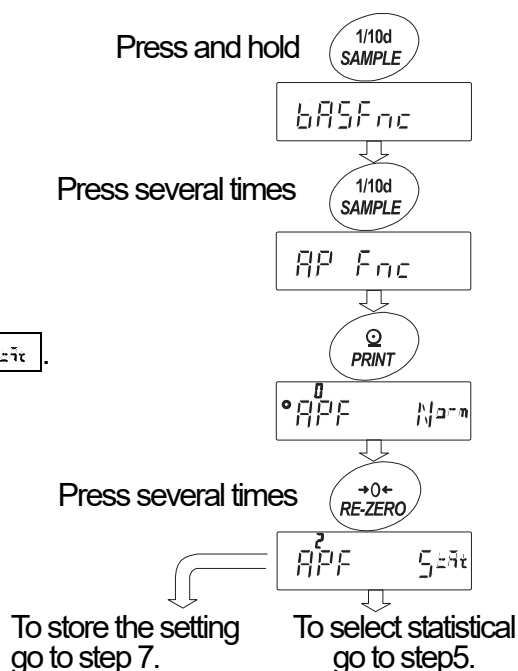 Press and hold
1/10d
SAMPLE
bASFnc
Press several times
1/10d
SAMPLE
AP Fnc
PRINT
0
APF Norm
.
Press several times
→0←
RE-ZERO
2
APF Stat
To store the setting
go to step 7.
To select statistical
go to step5.